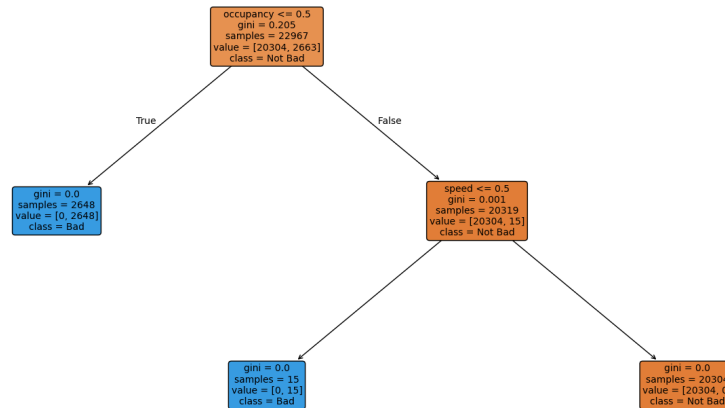 occupancy <= 0.5
gini = 0.205
samples = 22967
value = [20304, 2663]
class = Not Bad
True
False
gini = 0.0
samples = 2648
value = [0, 2648]
class = Bad
speed <= 0.5
gini = 0.001
samples = 20319
value = [20304, 15]
class = Not Bad
gini = 0.0
samples = 15
value = [0, 15]
class = Bad
gini = 0.0
samples = 20304
value = [20304, 0
class = Not Bad